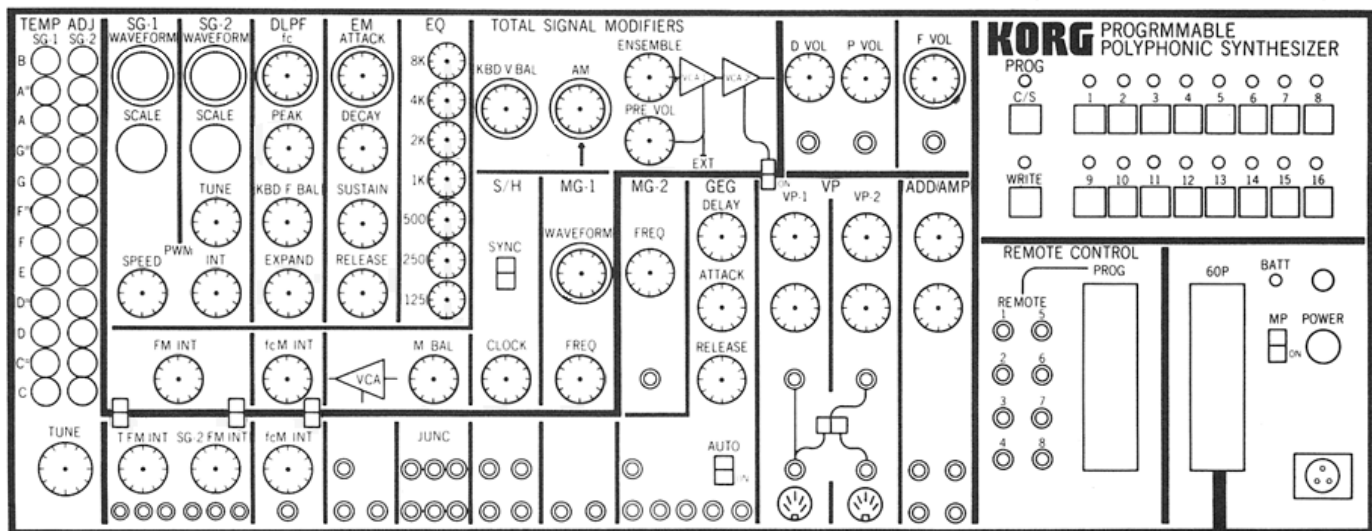 TEMP ADJ
SG-1 SG-2
B
A#
A
G#
G
F#
F
E
D#
D
C#
C
TUNE
SG-1
WAVEFORM
SCALE
SPEED
SG-2
WAVEFORM
SCALE
TUNE
PWM
INT
DLPF
fc
PEAK
KBD F BAL
EXPAND
EM
ATTACK
DECAY
SUSTAIN
RELEASE
EQ
8K
4K
2K
1K
500
250
125
FM INT
fcM INT
VCA
M BAL
T FM INT
SG-2 FM INT
fcM INT
JUNC
TOTAL SIGNAL MODIFIERS
KBD V BAL
AM
ENSEMBLE
PRE VOL
VCA 1
VCA 2
EXT
ON
S/H
SYNC
CLOCK
MG-1
WAVEFORM
FREQ
MG-2
FREQ
GEG
DELAY
ATTACK
RELEASE
AUTO
ON
D VOL
P VOL
F VOL
VP
VP-1
VP-2
ADD/AMP
KORG PROGRMMABLE
POLYPHONIC SYNTHESIZER
PROG
C/S
1 2 3 4 5 6 7 8
WRITE
9 10 11 12 13 14 15 16
REMOTE CONTROL
PROG
REMOTE
1 5
2 6
3 7
4 8
60P
BATT
MP
ON
POWER